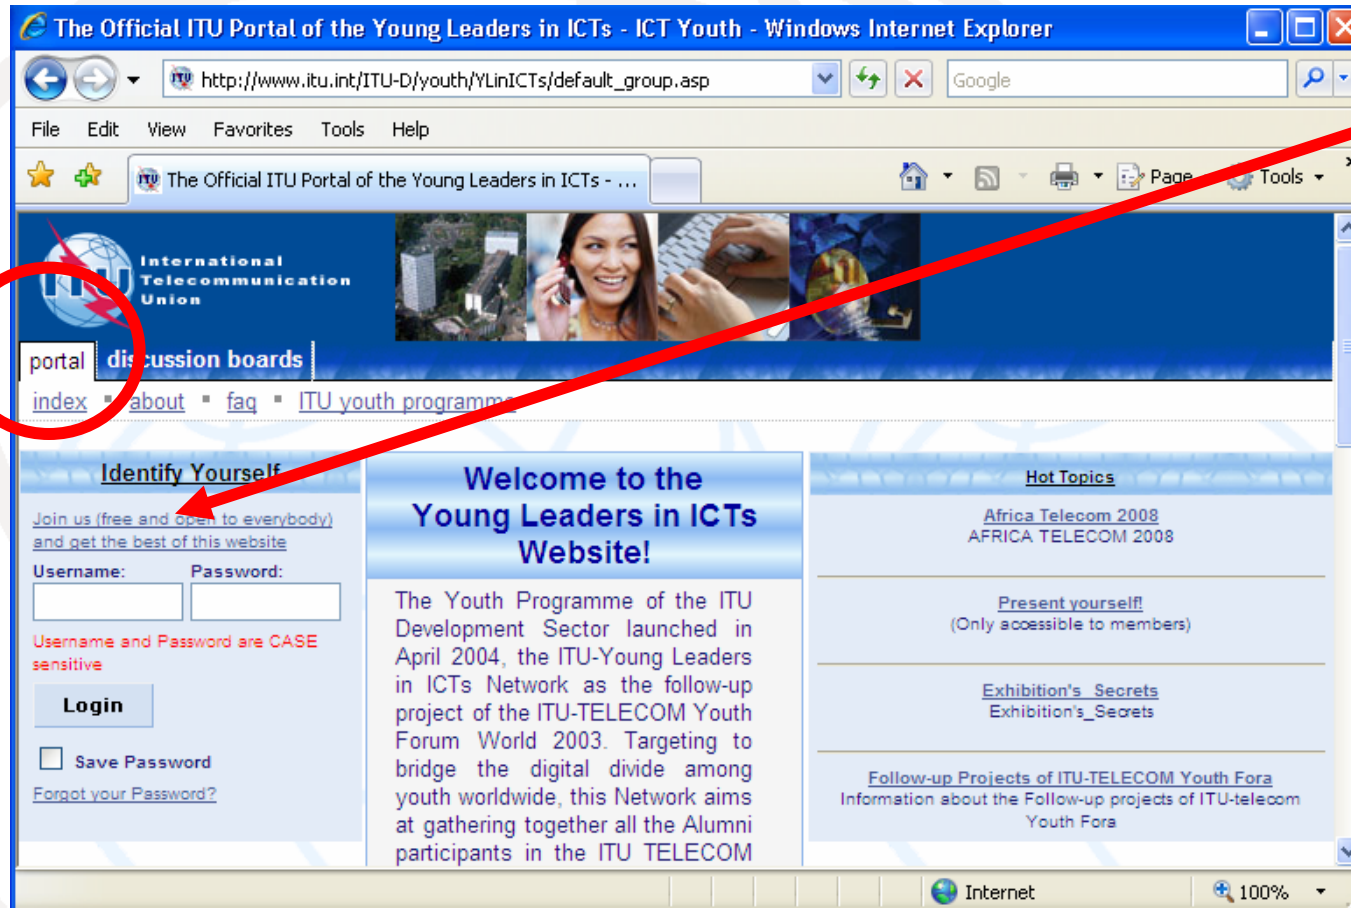 The Official ITU Portal of the Young Leaders in ICTs - ICT Youth - Windows Internet Explorer
http://www.itu.int/ITU-D/youth/YLinICTs/default_group.asp
Google
File Edit View Favorites Tools Help
The Official ITU Portal of the Young Leaders in ICTs - ...
Page Tools
ITU
International
Telecommunication
Union
portal discussion boards
index about faq ITU youth programme
Identify Yourself
Join us (free and open to everybody)
and get the best of this website
Username: Password:
Username and Password are CASE
sensitive
Login
Save Password
Forgot your Password?
Welcome to the
Young Leaders in ICTs
Website!
The Youth Programme of the ITU
Development Sector launched in
April 2004, the ITU-Young Leaders
in ICTs Network as the follow-up
project of the ITU-TELECOM Youth
Forum World 2003. Targeting to
bridge the digital divide among
youth worldwide, this Network aims
at gathering together all the Alumni
participants in the ITU TELECOM
Hot Topics
Africa Telecom 2008
AFRICA TELECOM 2008
Present yourself!
(Only accessible to members)
Exhibition's_Secrets
Exhibition's_Secrets
Follow-up Projects of ITU-TELECOM Youth Fora
Information about the Follow-up projects of ITU-telecom
Youth Fora
Internet
100%